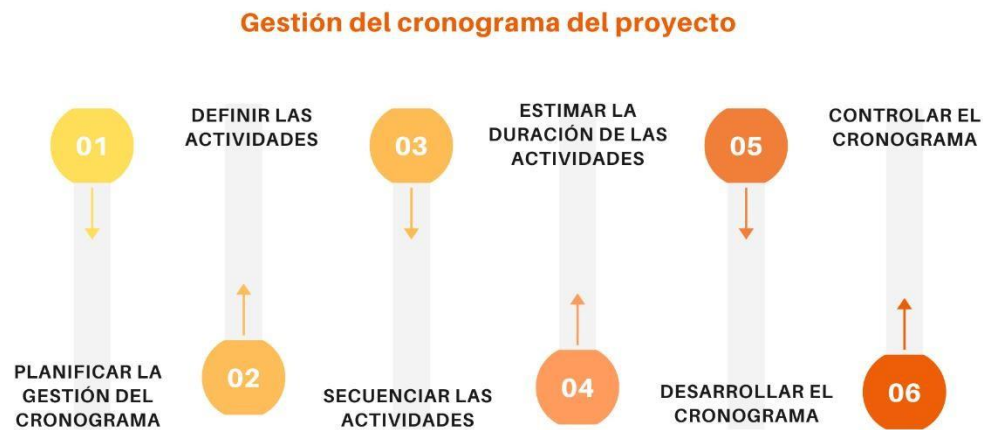 Gestión del cronograma del proyecto
01
PLANIFICAR LA
GESTIÓN DEL
CRONOGRAMA
DEFINIR LAS
ACTIVIDADES
02
03
SECUENCIAR LAS
ACTIVIDADES
ESTIMAR LA
DURACIÓN DE LAS
ACTIVIDADES
04
05
DESARROLLAR EL
CRONOGRAMA
CONTROLAR EL
CRONOGRAMA
06